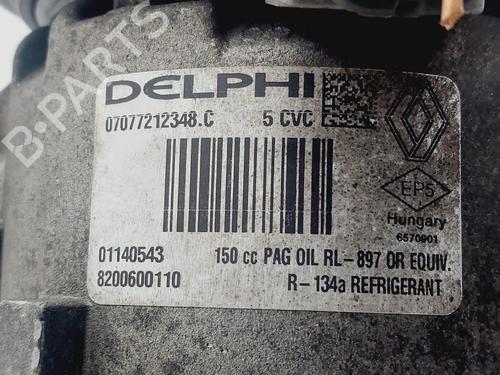 DELPHI
07077212348.C 5 CVC
EP5
Hungary
6570901
01140543 150 cc PAG OIL RL-897 OR EQUIV.
8200600110 R-134a REFRIGERANT
B-PARTS